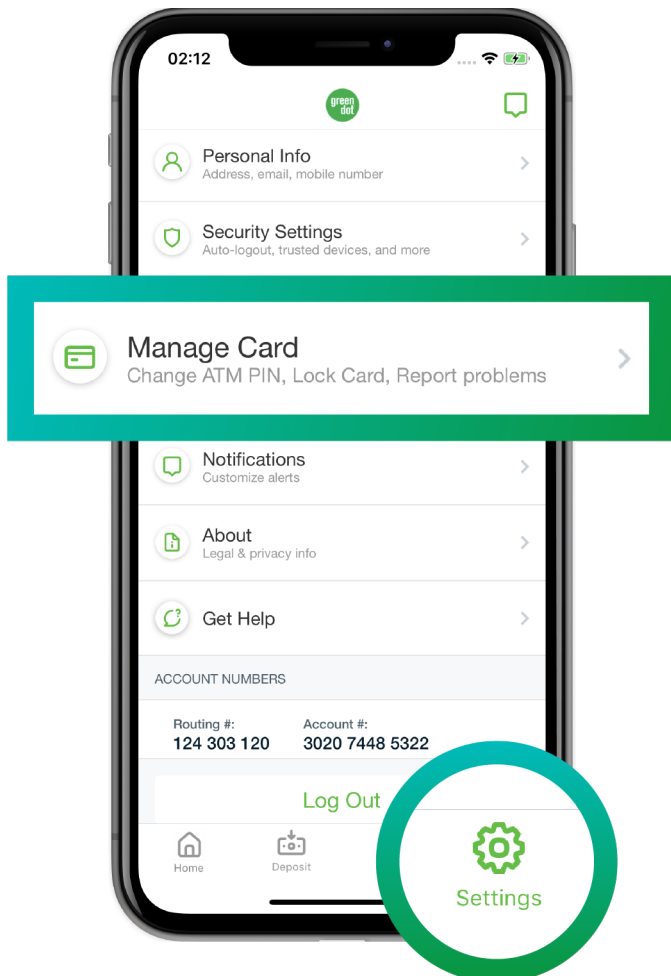 02:12
green
dot
Personal Info
Address, email, mobile number
Security Settings
Auto-logout, trusted devices, and more
Manage Card
Change ATM PIN, Lock Card, Report problems
Notifications
Customize alerts
About
Legal & privacy info
Get Help
ACCOUNT NUMBERS
Routing #: Account #:
124 303 120 3020 7448 5322
Log Out
Home Deposit Settings